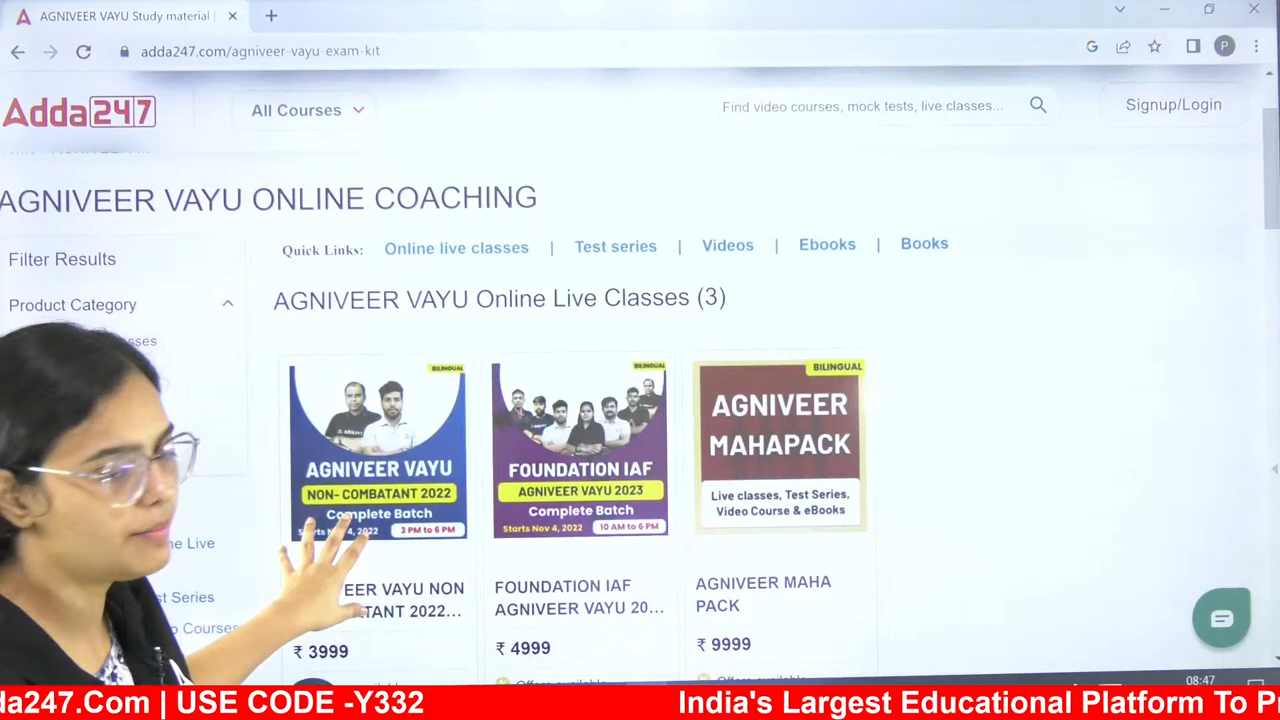 AGNIVEER VAYU Study material |
adda247.com/agniveer-vayu-exam-kit
Adda247
All Courses
Find video courses, mock tests, live classes...
Signup/Login
AGNIVEER VAYU ONLINE COACHING
Quick Links: Online live classes | Test series | Videos | Ebooks | Books
Filter Results
Product Category
AGNIVEER VAYU Online Live Classes (3)
BILINGUAL
AGNIVEER VAYU
NON- COMBATANT 2022
Complete Batch
Nov 4, 2022
3 PM to 6 PM
BILINGUAL
FOUNDATION IAF
AGNIVEER VAYU 2023
Complete Batch
Starts Nov 4, 2022
10 AM to 6 PM
BILINGUAL
AGNIVEER
MAHAPACK
Live classes, Test Series,
Video Course & eBooks
Live
Series
Courses
EER VAYU NON
TANT 2022...
₹ 3999
FOUNDATION IAF
AGNIVEER VAYU 20...
₹ 4999
AGNIVEER MAHA
PACK
₹ 9999
08:47
da247.Com | USE CODE -Y332
India's Largest Educational Platform To P